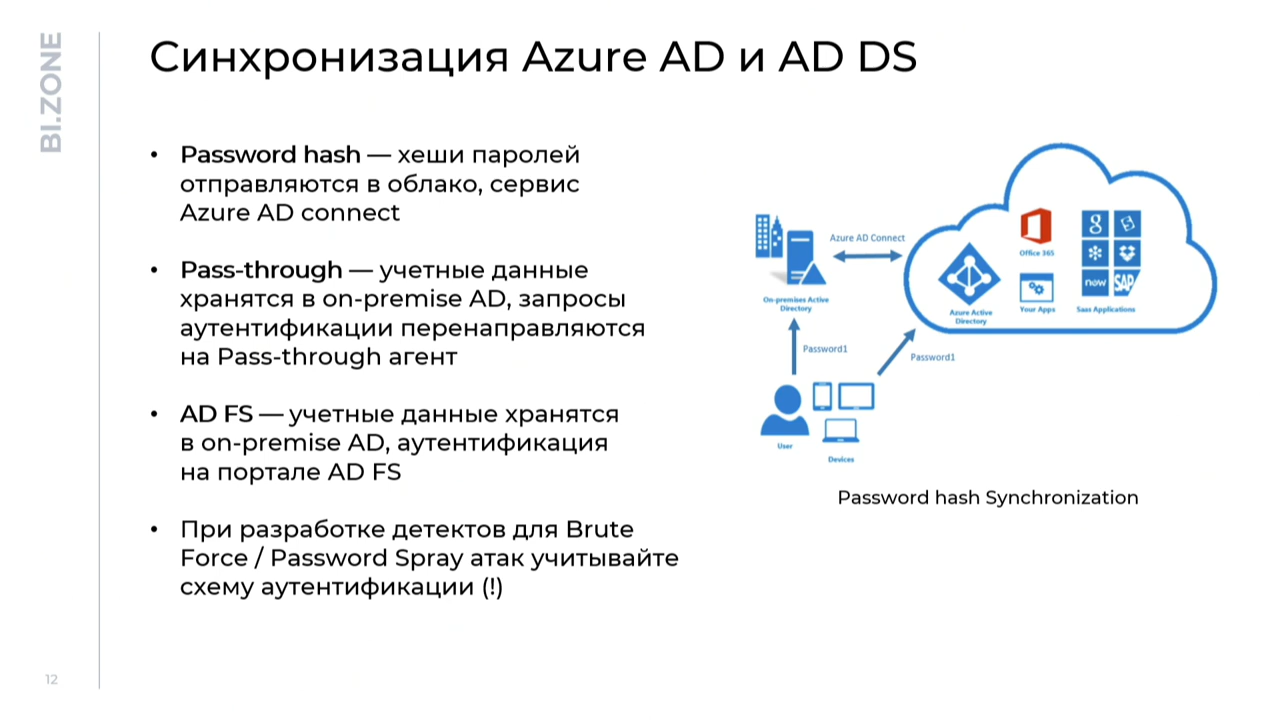 BI.ZONE
Синхронизация Azure AD и AD DS
• Password hash — хеши паролей
отправляются в облако, сервис
Azure AD connect
• Pass-through — учетные данные
хранятся в on-premise AD, запросы
аутентификации перенаправляются
на Pass-through агент
• AD FS — учетные данные хранятся
в on-premise AD, аутентификация
на портале AD FS
• При разработке детектов для Brute
Force / Password Spray атак учитывайте
схему аутентификации (!)
Azure AD Connect
On-premises Active
Directory
Office 365
Azure Active
Directory
Your Apps
8
now
SAP
SaaS Applications
Password1
Password1
User
Devices
Password hash Synchronization
12